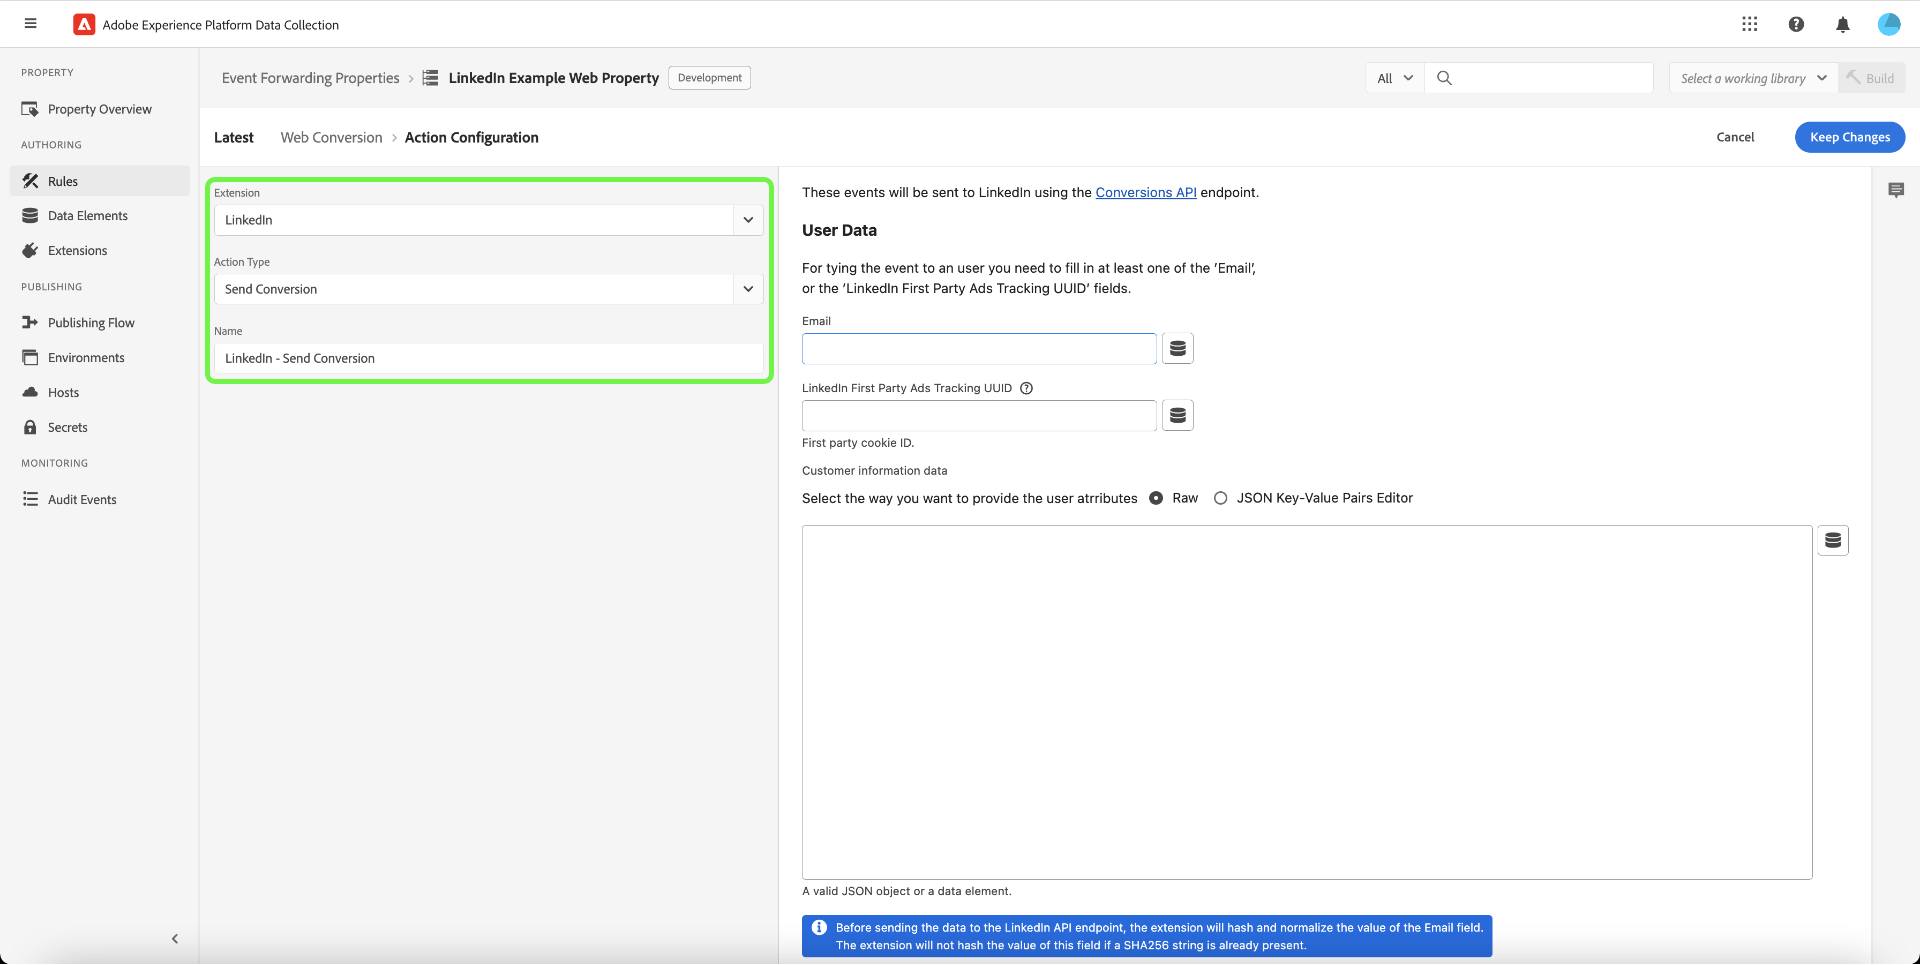 Adobe Experience Platform Data Collection
PROPERTY
Property Overview
AUTHORING
Rules
Data Elements
Extensions
PUBLISHING
Publishing Flow
Environments
Hosts
Secrets
MONITORING
Audit Events
Event Forwarding Properties > LinkedIn Example Web Property Development
All
Select a working library
Build
Latest Web Conversion > Action Configuration
Cancel
Keep Changes
Extension
LinkedIn
Action Type
Send Conversion
Name
LinkedIn - Send Conversion
These events will be sent to LinkedIn using the Conversions API endpoint.
User Data
For tying the event to an user you need to fill in at least one of the ‘Email’,
or the ‘LinkedIn First Party Ads Tracking UUID’ fields.
Email
LinkedIn First Party Ads Tracking UUID
First party cookie ID.
Customer information data
Select the way you want to provide the user atrributes Raw JSON Key-Value Pairs Editor
A valid JSON object or a data element.
Before sending the data to the LinkedIn API endpoint, the extension will hash and normalize the value of the Email field.
The extension will not hash the value of this field if a SHA256 string is already present.